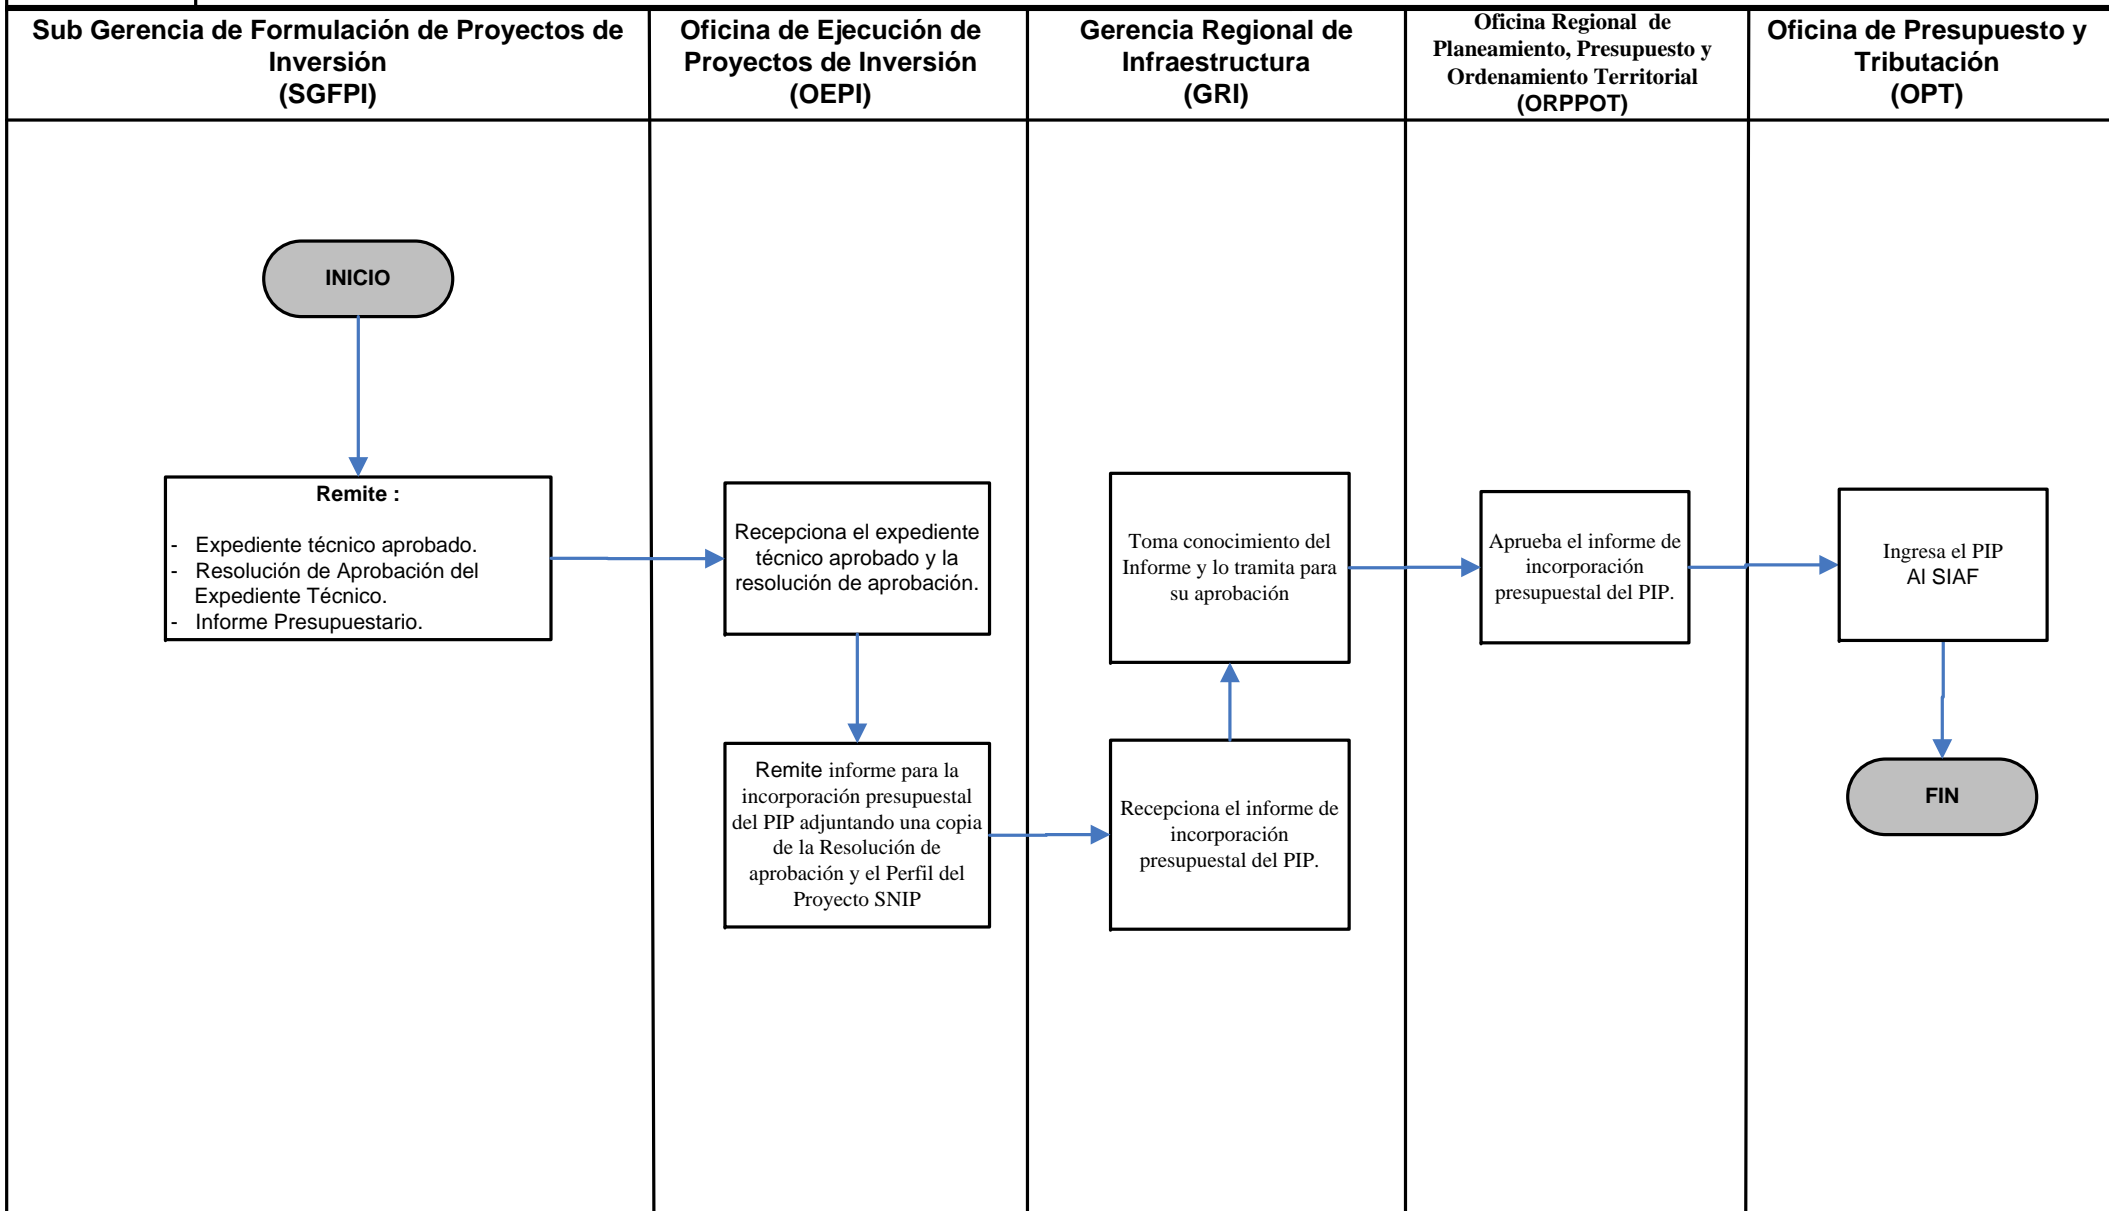 Sub Gerencia de Formulación de Proyectos de
Inversión
(SGFPI)
Oficina de Ejecución de
Proyectos de Inversión
(OEPI)
Gerencia Regional de
Infraestructura
(GRI)
Oficina Regional de
Planeamiento, Presupuesto y
Ordenamiento Territorial
(ORPPOT)
Oficina de Presupuesto y
Tributación
(OPT)
INICIO
Remite :
- Expediente técnico aprobado.
- Resolución de Aprobación del
Expediente Técnico.
- Informe Presupuestario.
Recepciona el expediente
técnico aprobado y la
resolución de aprobación.
Remite informe para la
incorporación presupuestal
del PIP adjuntando una copia
de la Resolución de
aprobación y el Perfil del
Proyecto SNIP
Recepciona el informe de
incorporación
presupuestal del PIP.
Toma conocimiento del
Informe y lo tramita para
su aprobación
Aprueba el informe de
incorporación
presupuestal del PIP.
Ingresa el PIP
Al SIAF
FIN